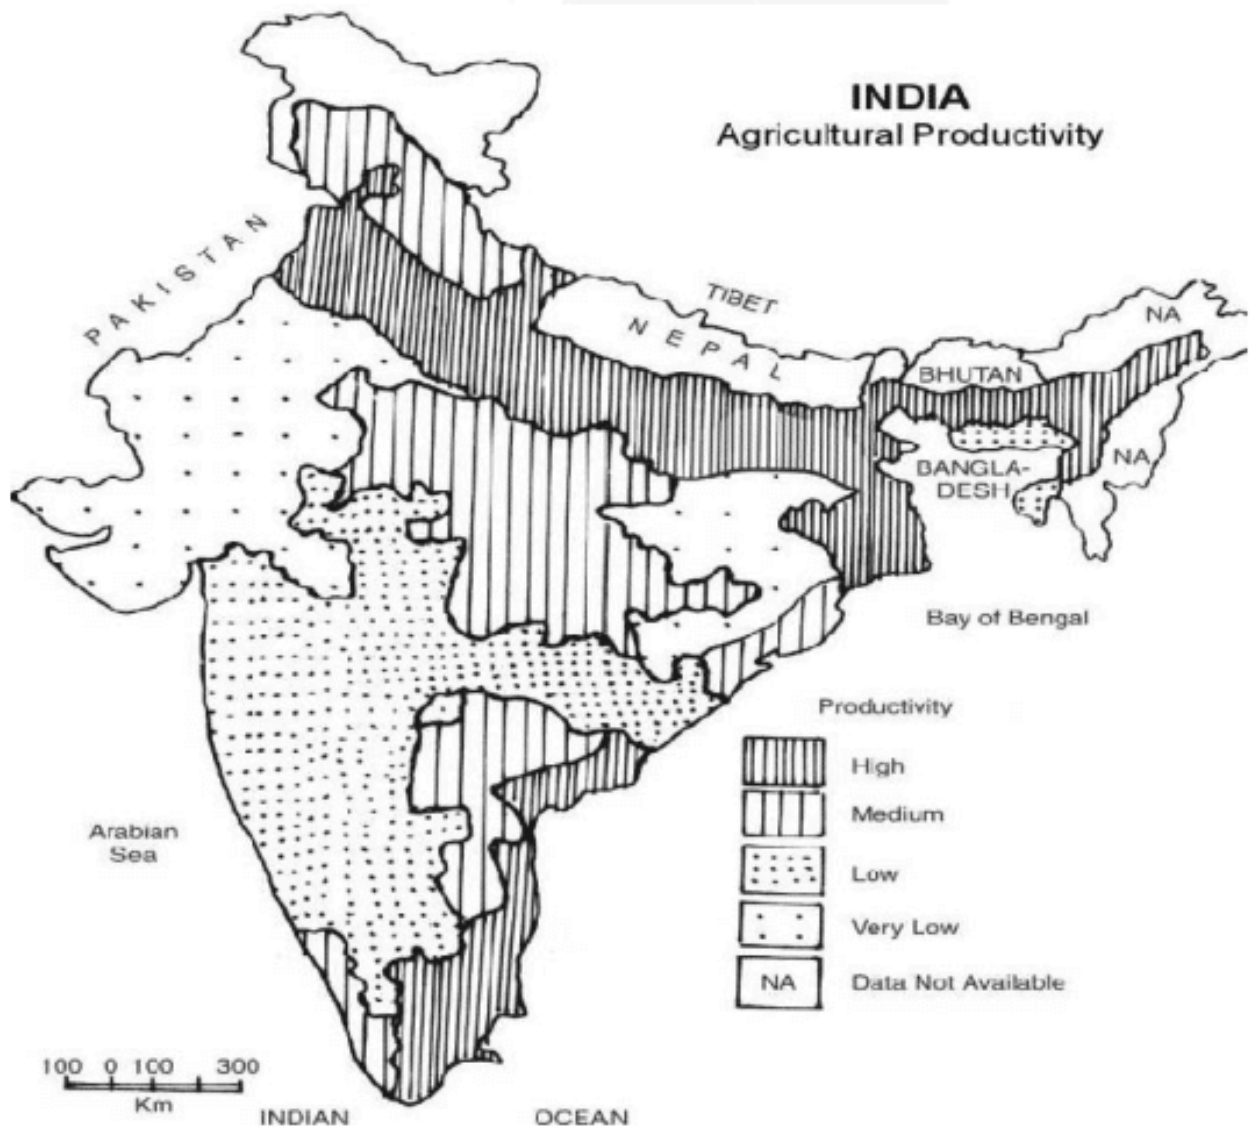 INDIA
Agricultural Productivity
PAKISTAN
TIBET
NEPAL
NA
BHUTAN
NA
BANGLA-
DESH
Bay of Bengal
Productivity
High
Medium
Arabian
Sea
Low
Very Low
NA Data Not Available
100 0 100 300
Km
INDIAN OCEAN